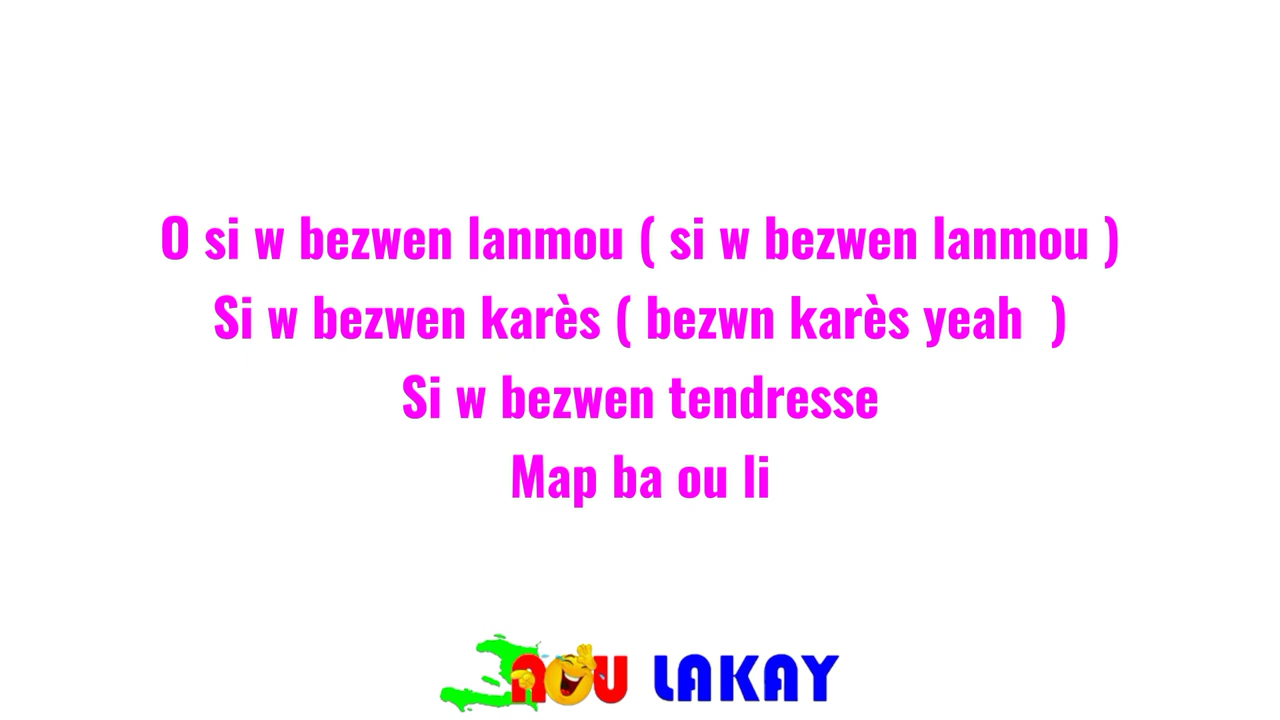 O si w bezwen lanmou ( si w bezwen lanmou )
Si w bezwen karès ( bezwn karès yeah )
Si w bezwen tendresse
Map ba ou li
NOU LAKAY